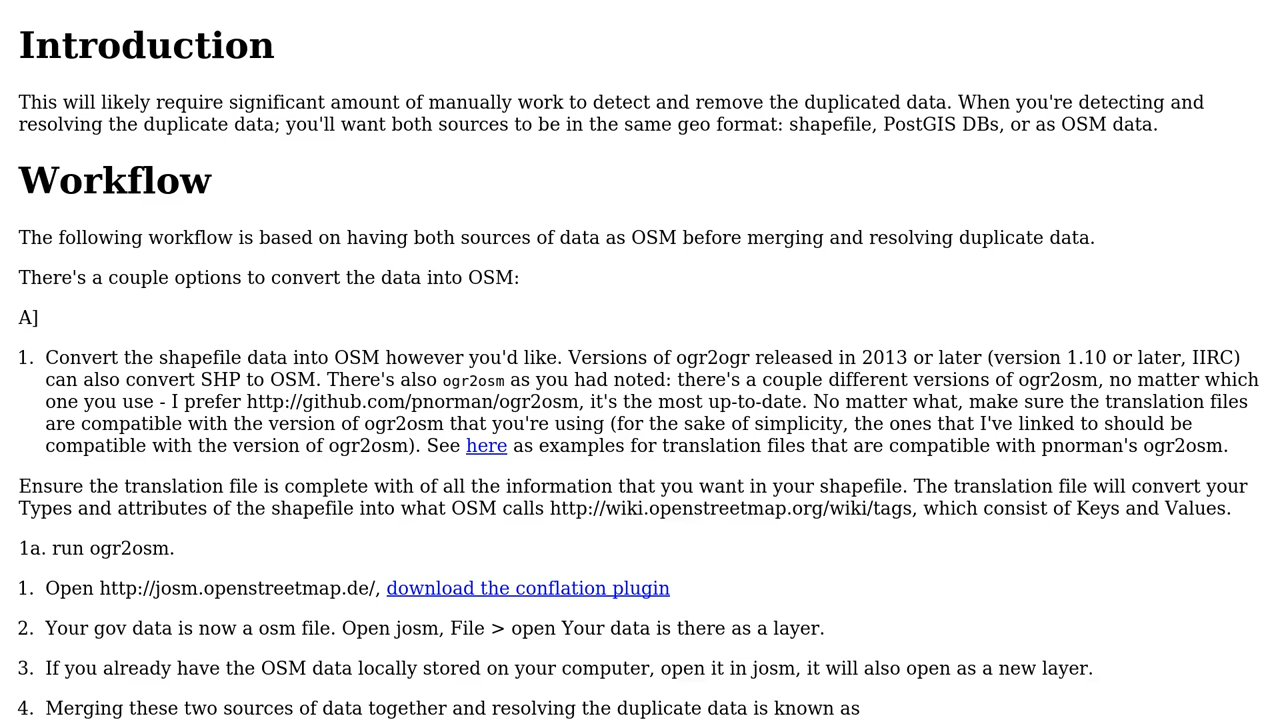 Introduction
This will likely require significant amount of manually work to detect and remove the duplicated data. When you're detecting and
resolving the duplicate data; you'll want both sources to be in the same geo format: shapefile, PostGIS DBs, or as OSM data.
Workflow
The following workflow is based on having both sources of data as OSM before merging and resolving duplicate data.
There's a couple options to convert the data into OSM:
A]
1. Convert the shapefile data into OSM however you'd like. Versions of ogr2ogr released in 2013 or later (version 1.10 or later, IIRC)
can also convert SHP to OSM. There's also ogr2osm as you had noted: there's a couple different versions of ogr2osm, no matter which
one you use - I prefer http://github.com/pnorman/ogr2osm, it's the most up-to-date. No matter what, make sure the translation files
are compatible with the version of ogr2osm that you're using (for the sake of simplicity, the ones that I've linked to should be
compatible with the version of ogr2osm). See here as examples for translation files that are compatible with pnorman's ogr2osm.
Ensure the translation file is complete with of all the information that you want in your shapefile. The translation file will convert your
Types and attributes of the shapefile into what OSM calls http://wiki.openstreetmap.org/wiki/tags, which consist of Keys and Values.
1a. run ogr2osm.
1. Open http://josm.openstreetmap.de/, download the conflation plugin
2. Your gov data is now a osm file. Open josm, File > open Your data is there as a layer.
3. If you already have the OSM data locally stored on your computer, open it in josm, it will also open as a new layer.
4. Merging these two sources of data together and resolving the duplicate data is known as